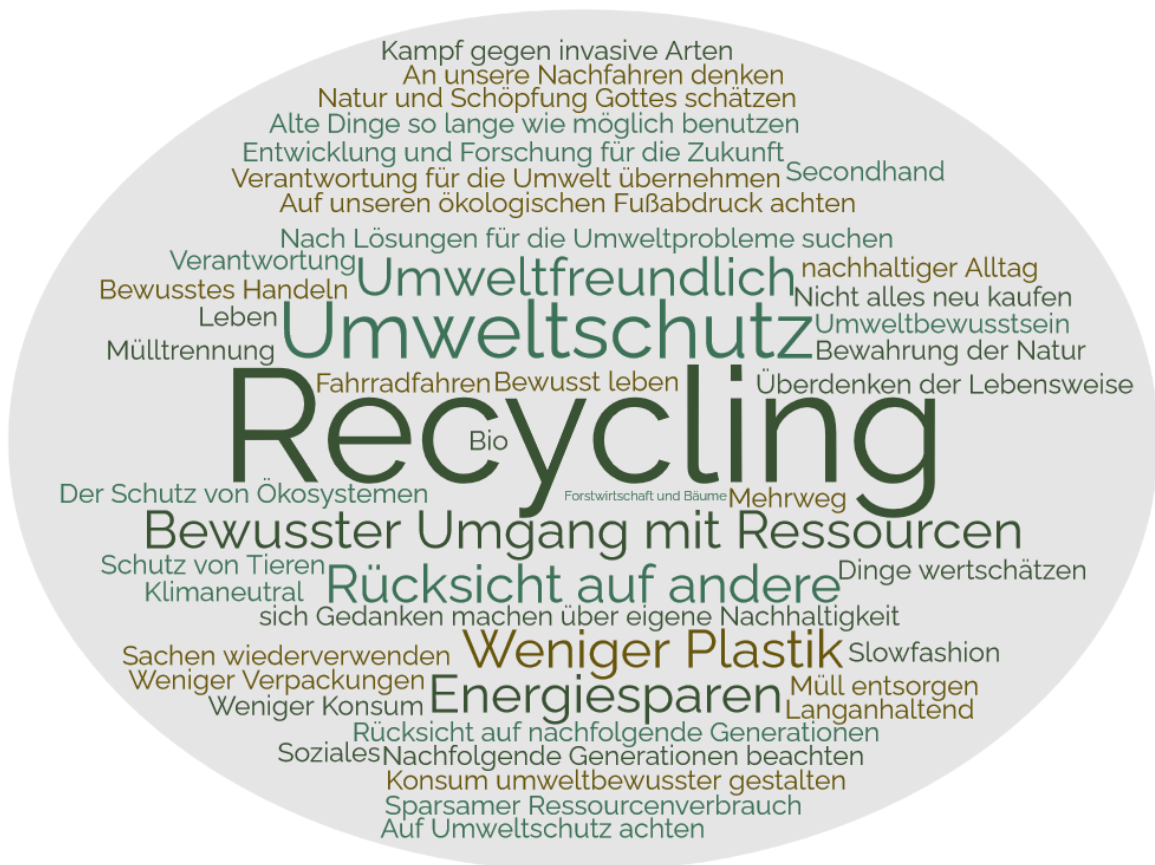 Kampf gegen invasive Arten
An unsere Nachfahren denken
Natur und Schöpfung Gottes schätzen
Alte Dinge so lange wie möglich benutzen
Entwicklung und Forschung für die Zukunft
Secondhand
Verantwortung für die Umwelt übernehmen
Auf unseren ökologischen Fußabdruck achten
Nach Lösungen für die Umweltprobleme suchen
Verantwortung
Umweltfreundlich
nachhaltiger Alltag
Bewusstes Handeln
Nicht alles neu kaufen
Leben
Umweltschutz
Umweltbewusstsein
Mülltrennung
Bewahrung der Natur
Fahrradfahren
Bewusst leben
Überdenken der Lebensweise
Recycling
Bio
Der Schutz von Ökosystemen
Forstwirtschaft und Bäume
Mehrweg
Bewusster Umgang mit Ressourcen
Schutz von Tieren
Rücksicht auf andere
Dinge wertschätzen
Klimaneutral
sich Gedanken machen über eigene Nachhaltigkeit
Sachen wiederverwenden
Weniger Plastik
Slowfashion
Weniger Verpackungen
Energiesparen
Müll entsorgen
Weniger Konsum
Langanhaltend
Rücksicht auf nachfolgende Generationen
Soziales
Nachfolgende Generationen beachten
Konsum umweltbewusster gestalten
Sparsamer Ressourcenverbrauch
Auf Umweltschutz achten